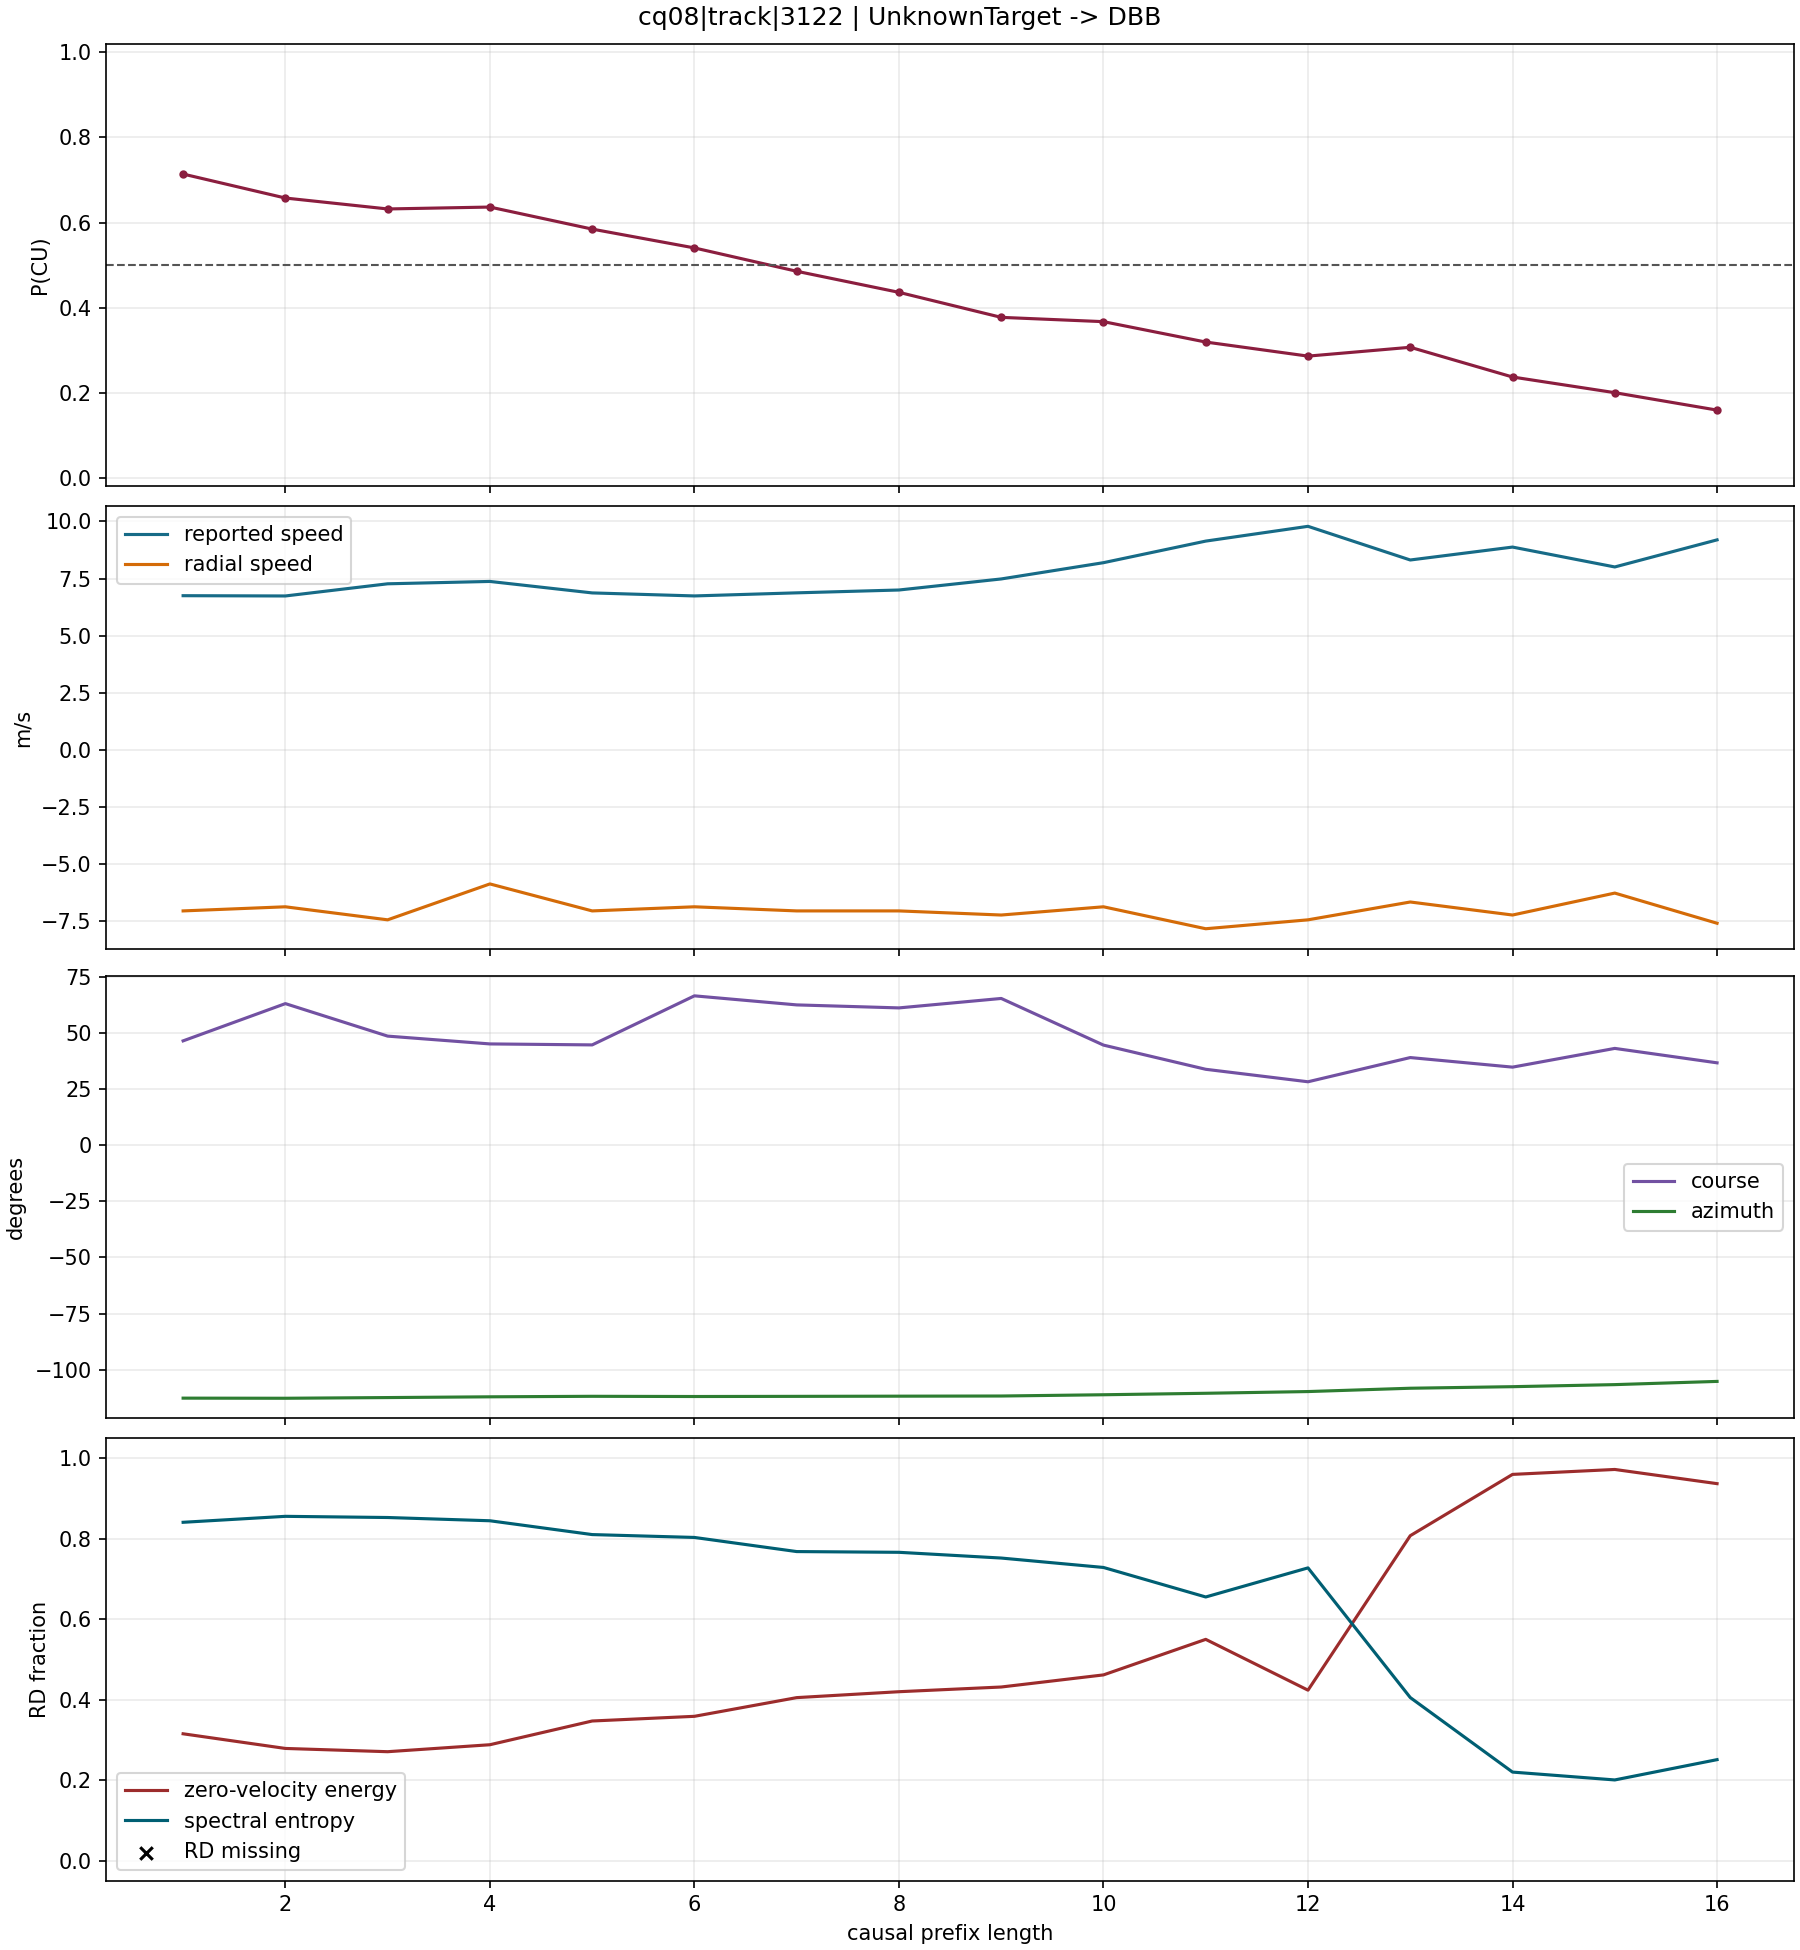 cq08|track|3122 | UnknownTarget -> DBB
1.0
0.8
0.6
0.4
0.2
0.0
P(CU)
10.0
7.5
5.0
2.5
0.0
−2.5
−5.0
−7.5
m/s
reported speed
radial speed
75
50
25
0
−25
−50
−75
−100
degrees
course
azimuth
1.0
0.8
0.6
0.4
0.2
0.0
RD fraction
zero-velocity energy
spectral entropy
RD missing
2 4 6 8 10 12 14 16
causal prefix length